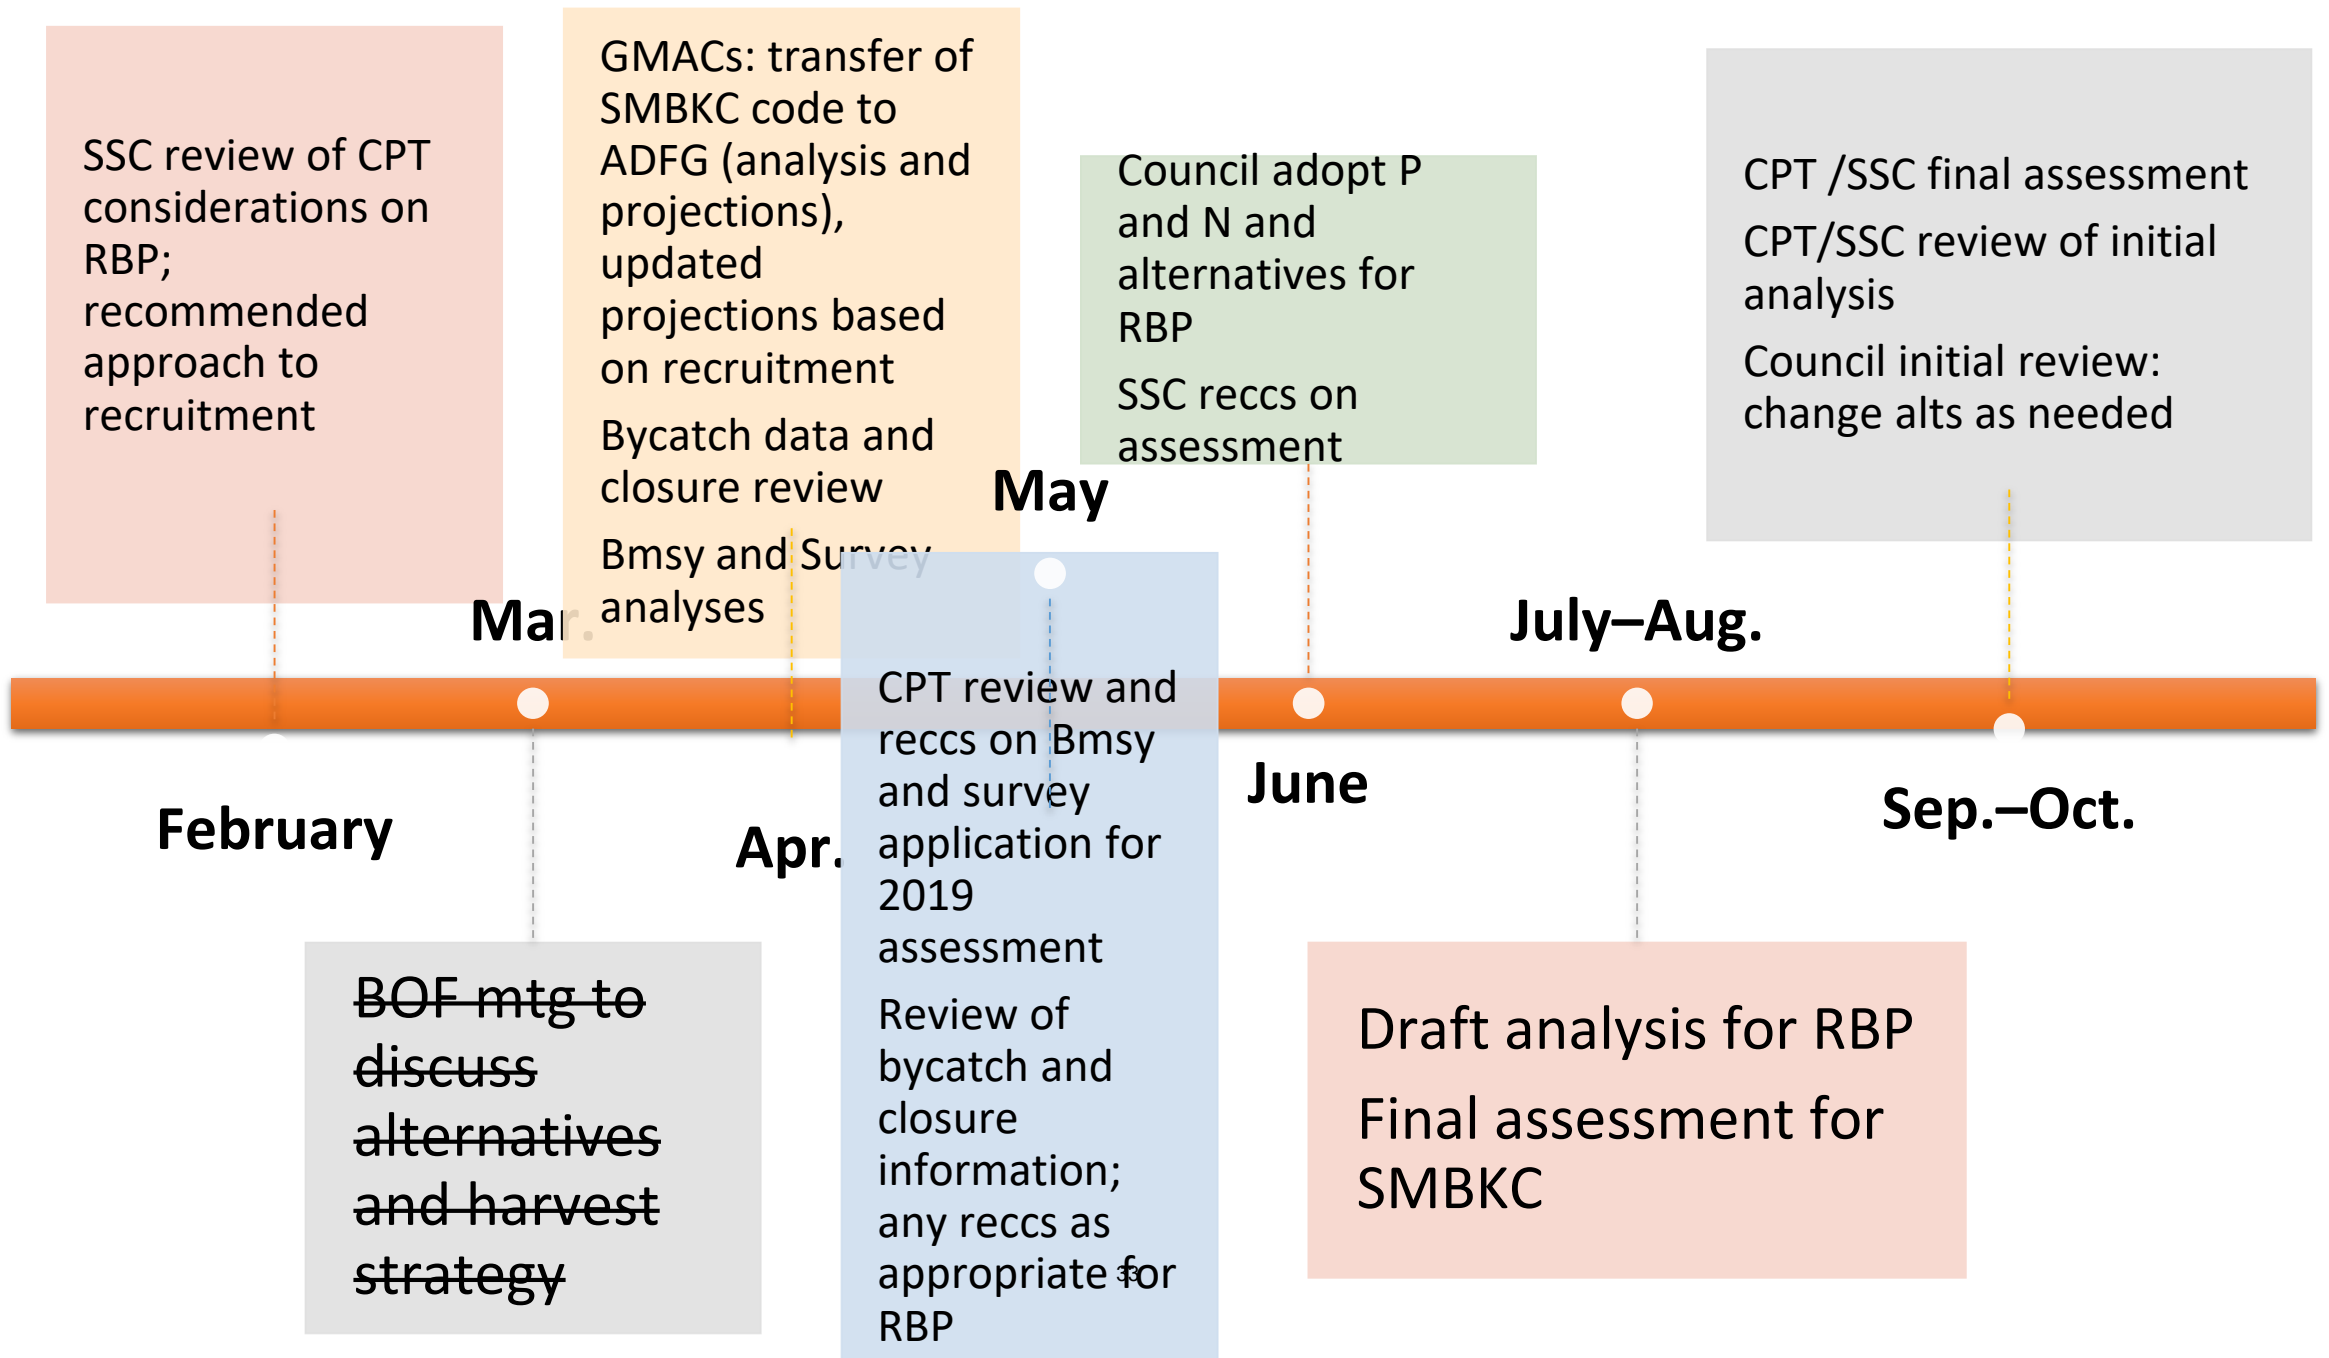 SSC review of CPT
considerations on
RBP;
recommended
approach to
recruitment
February
Mar.
BOF mtg to
discuss
alternatives
and harvest
strategy
GMACs: transfer of
SMBKC code to
ADFG (analysis and
projections),
updated
projections based
on recruitment
Bycatch data and
closure review
Bmsy and Survey
analyses
Apr.
May
CPT review and
reccs on Bmsy
and survey
application for
2019
assessment
Review of
bycatch and
closure
information;
any reccs as
appropriate for
RBP
33
Council adopt P
and N and
alternatives for
RBP
SSC reccs on
assessment
June
July–Aug.
Draft analysis for RBP
Final assessment for
SMBKC
CPT /SSC final assessment
CPT/SSC review of initial
analysis
Council initial review:
change alts as needed
Sep.–Oct.